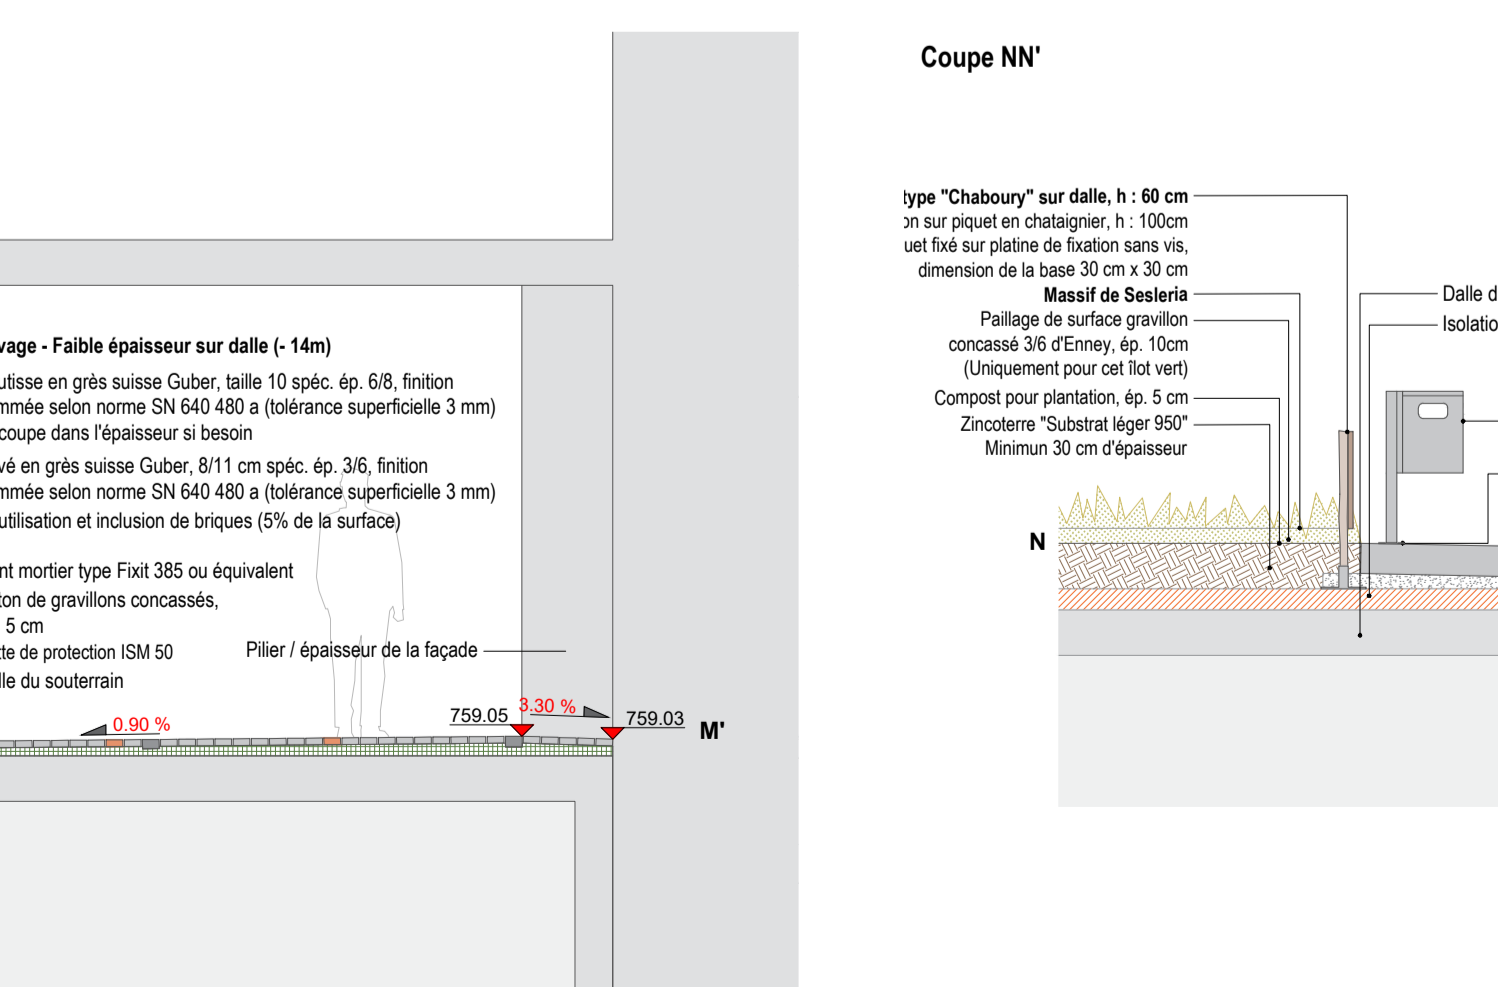 Coupe NN'
vage - Faible épaisseur sur dalle (- 14m)
utisse en grès suisse Guber, taille 10 spéc. ép. 6/8, finition
mmée selon norme SN 640 480 a (tolérance superficielle 3 mm)
coupe dans l'épaisseur si besoin
vé en grès suisse Guber, 8/11 cm spéc. ép. 3/6, finition
mmée selon norme SN 640 480 a (tolérance superficielle 3 mm)
utilisation et inclusion de briques (5% de la surface)
nt mortier type Fixit 385 ou équivalent
ton de gravillons concassés,
5 cm
tte de protection ISM 50
lle du souterrain
Pilier / épaisseur de la façade
0.90 %
759.05
3.30 %
759.03
M'
type "Chaboury" sur dalle, h : 60 cm
on sur piquet en chataignier, h : 100cm
uet fixé sur platine de fixation sans vis,
dimension de la base 30 cm x 30 cm
Massif de Sesleria
Paillage de surface gravillon
concassé 3/6 d'Enney, ép. 10cm
(Uniquement pour cet îlot vert)
Compost pour plantation, ép. 5 cm
Zincoterre "Substrat léger 950"
Minimun 30 cm d'épaisseur
N
Dalle d
Isolatio